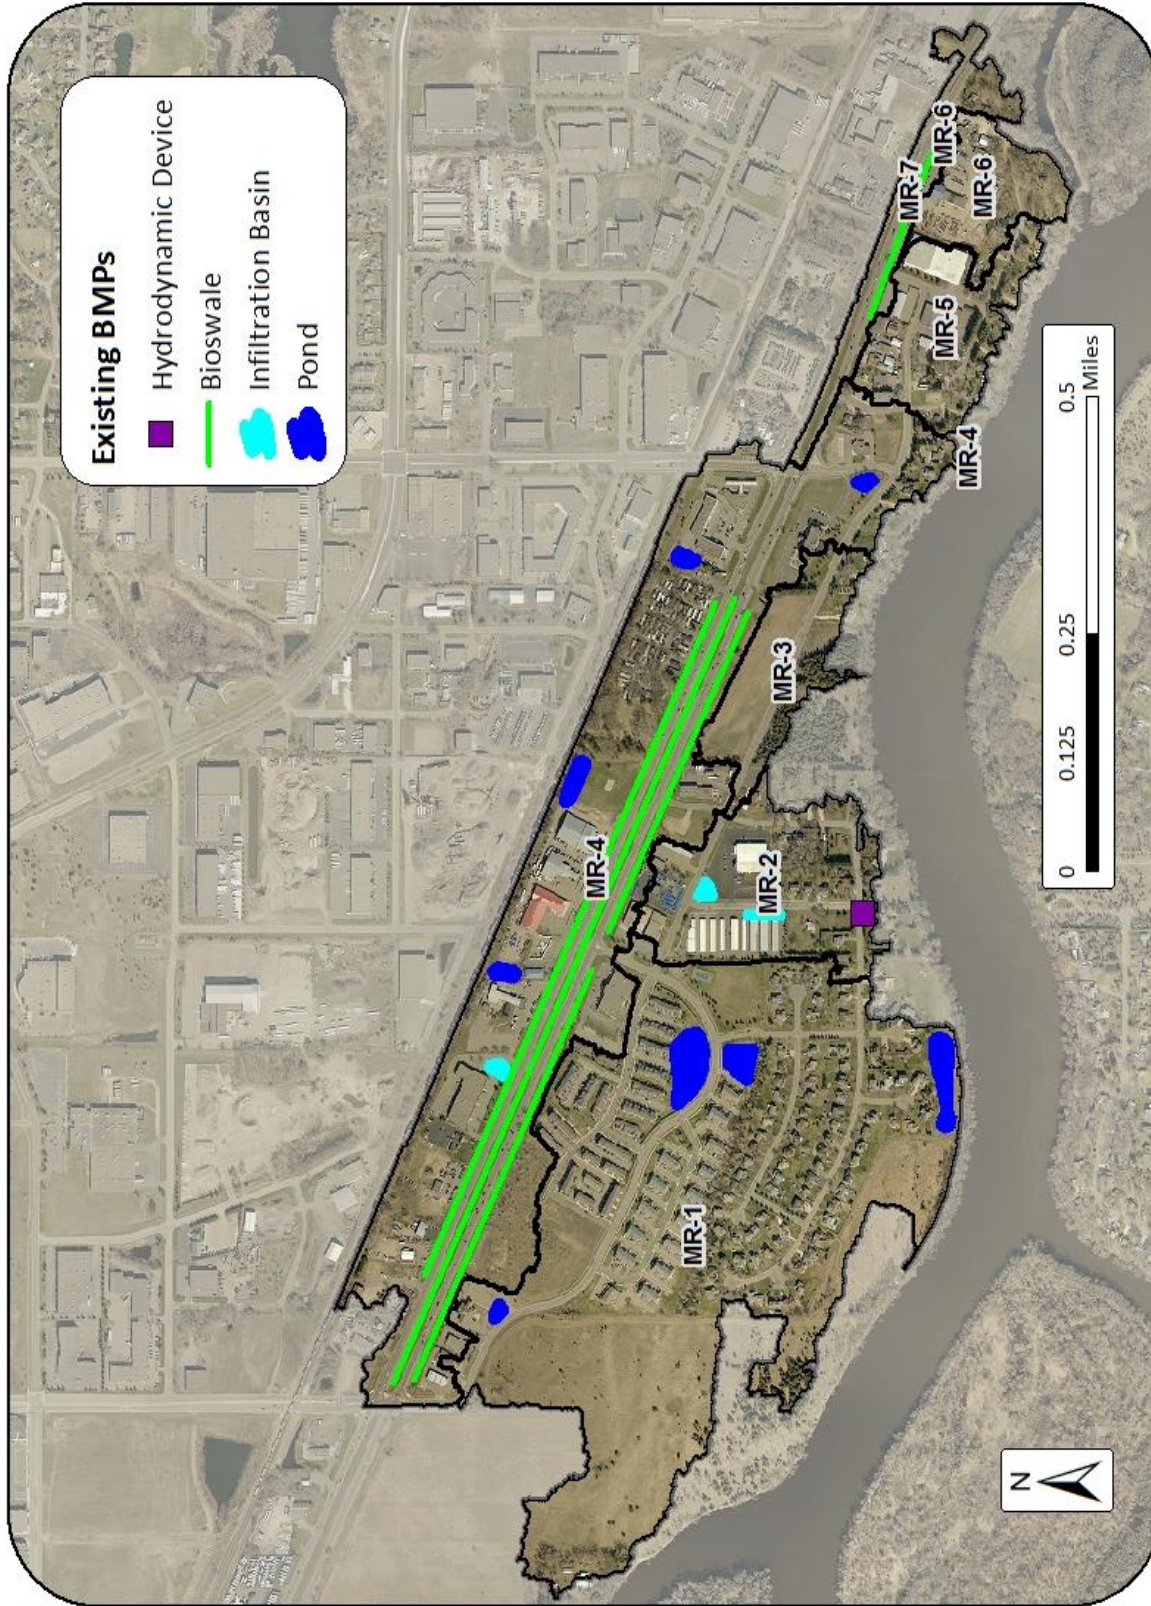 Existing BMPs
Hydrodynamic Device
Bioswale
Infiltration Basin
Pond
MR-4
MR-1
MR-2
MR-3
MR-4
MR-5
MR-7
MR-6
MR-6
0 0.125 0.25 0.5
Miles
N